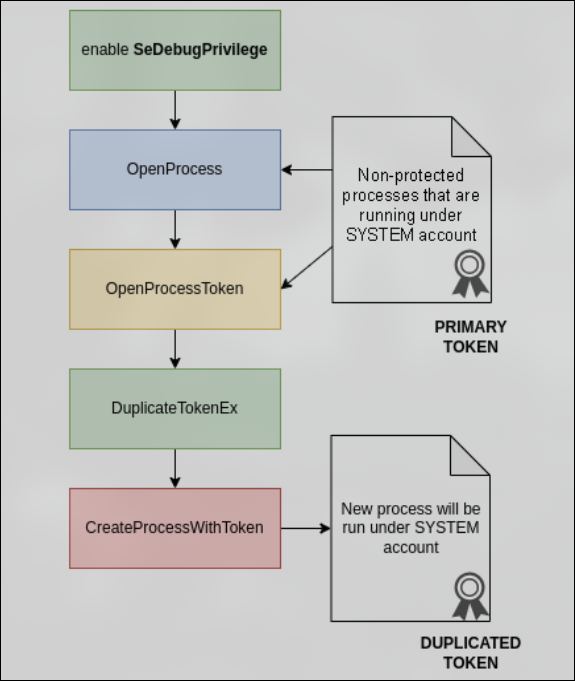 enable SeDebugPrivilege
OpenProcess
Non-protected
processes that are
running under
SYSTEM account
OpenProcessToken
PRIMARY
TOKEN
DuplicateTokenEx
CreateProcessWithToken
New process will be
run under SYSTEM
account
DUPLICATED
TOKEN